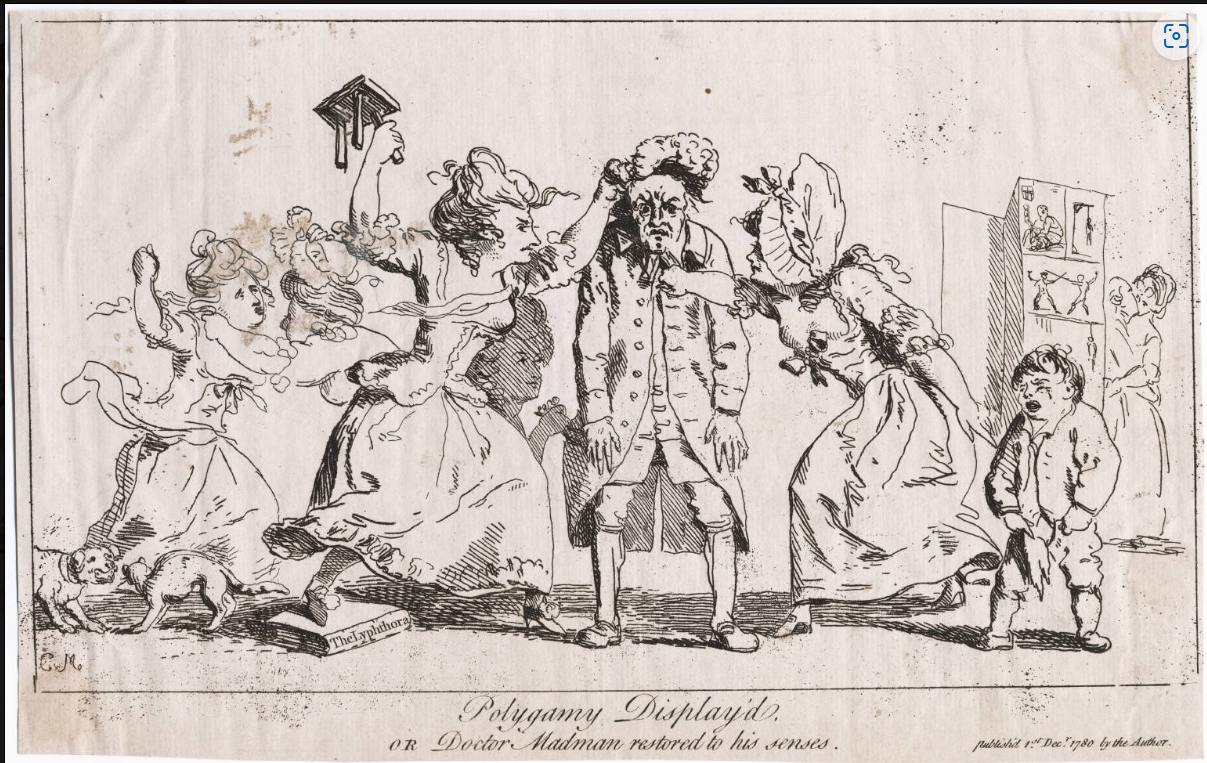 TheLyphthora
C. M.
Polygamy Display'd.
OR Doctor Madman restored to his senses.
publish'd 1st. Decr. 1780 by the Author.